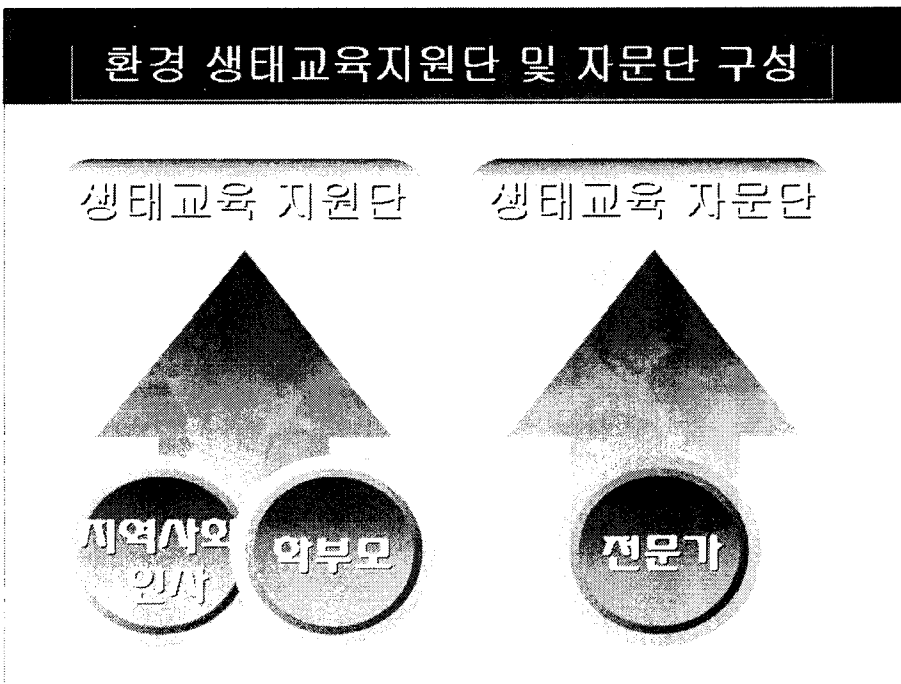 환경 생태교육지원단 및 자문단 구성
생태교육 지원단
생태교육 자문단
지역사회
인사
학부모
전문가